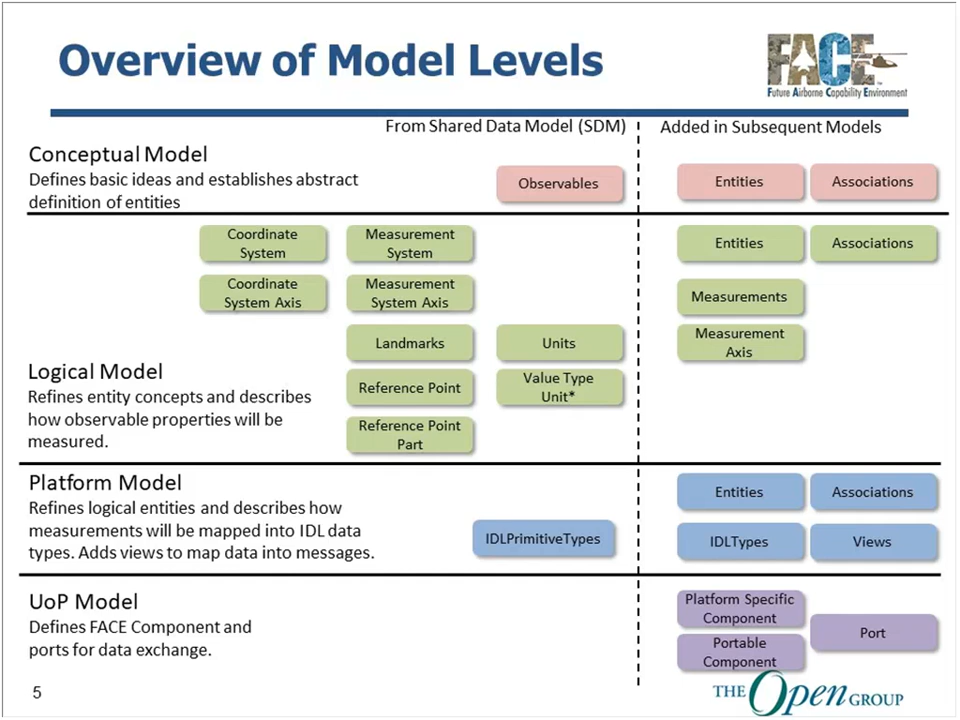 Overview of Model Levels
FACE
Future Airborne Capability Environment
From Shared Data Model (SDM)
Added in Subsequent Models
Conceptual Model
Defines basic ideas and establishes abstract
definition of entities
Observables
Entities
Associations
Coordinate
System
Measurement
System
Entities
Associations
Coordinate
System Axis
Measurement
System Axis
Measurements
Landmarks
Units
Measurement
Axis
Logical Model
Refines entity concepts and describes
how observable properties will be
measured.
Reference Point
Value Type
Unit*
Reference Point
Part
Platform Model
Refines logical entities and describes how
measurements will be mapped into IDL data
types. Adds views to map data into messages.
IDLPrimitiveTypes
Entities
Associations
IDLTypes
Views
UoP Model
Defines FACE Component and
ports for data exchange.
Platform Specific
Component
Port
Portable
Component
5
THE Open GROUP